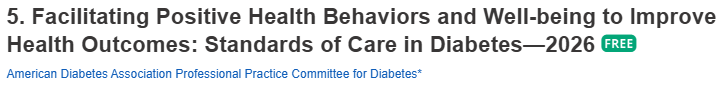 5. Facilitating Positive Health Behaviors and Well-being to Improve
Health Outcomes: Standards of Care in Diabetes—2026 FREE
American Diabetes Association Professional Practice Committee for Diabetes*